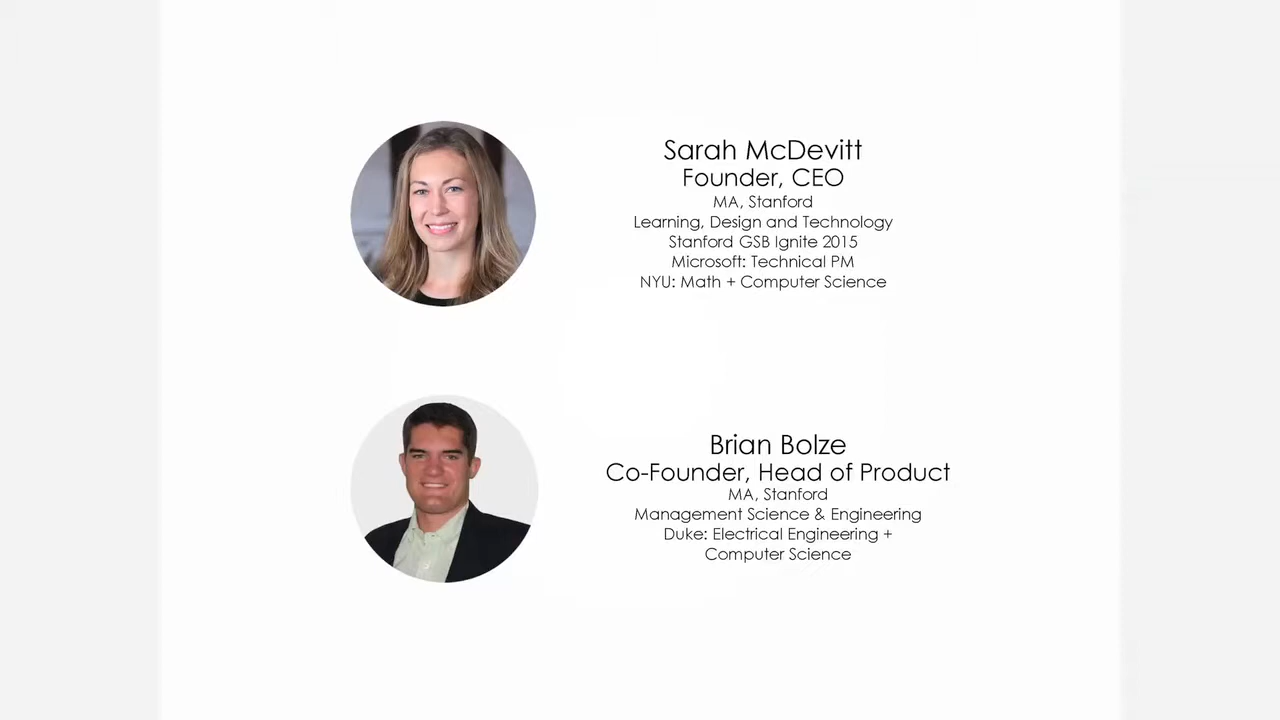 Sarah McDevitt
Founder, CEO
MA, Stanford
Learning, Design and Technology
Stanford GSB Ignite 2015
Microsoft: Technical PM
NYU: Math + Computer Science
Brian Bolze
Co-Founder, Head of Product
MA, Stanford
Management Science & Engineering
Duke: Electrical Engineering +
Computer Science